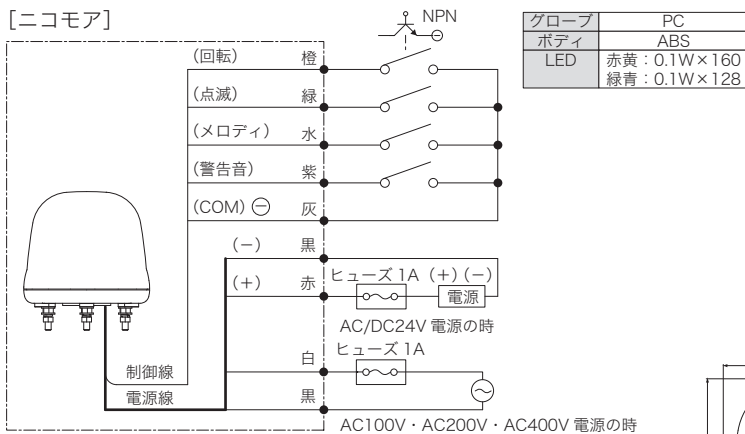 [ニコモア]
NPN
(回転) 橙
(点滅) 緑
(メロディ) 水
(警告音) 紫
(COM) ⊖ 灰
(−) 黒
(+) 赤
ヒューズ 1A (+) (−)
電源
AC/DC24V 電源の時
白
ヒューズ 1A
制御線
電源線
黒
AC100V・AC200V・AC400V 電源の時
グローブ PC
ボディ ABS
LED 赤黄：0.1W×160
緑青：0.1W×128